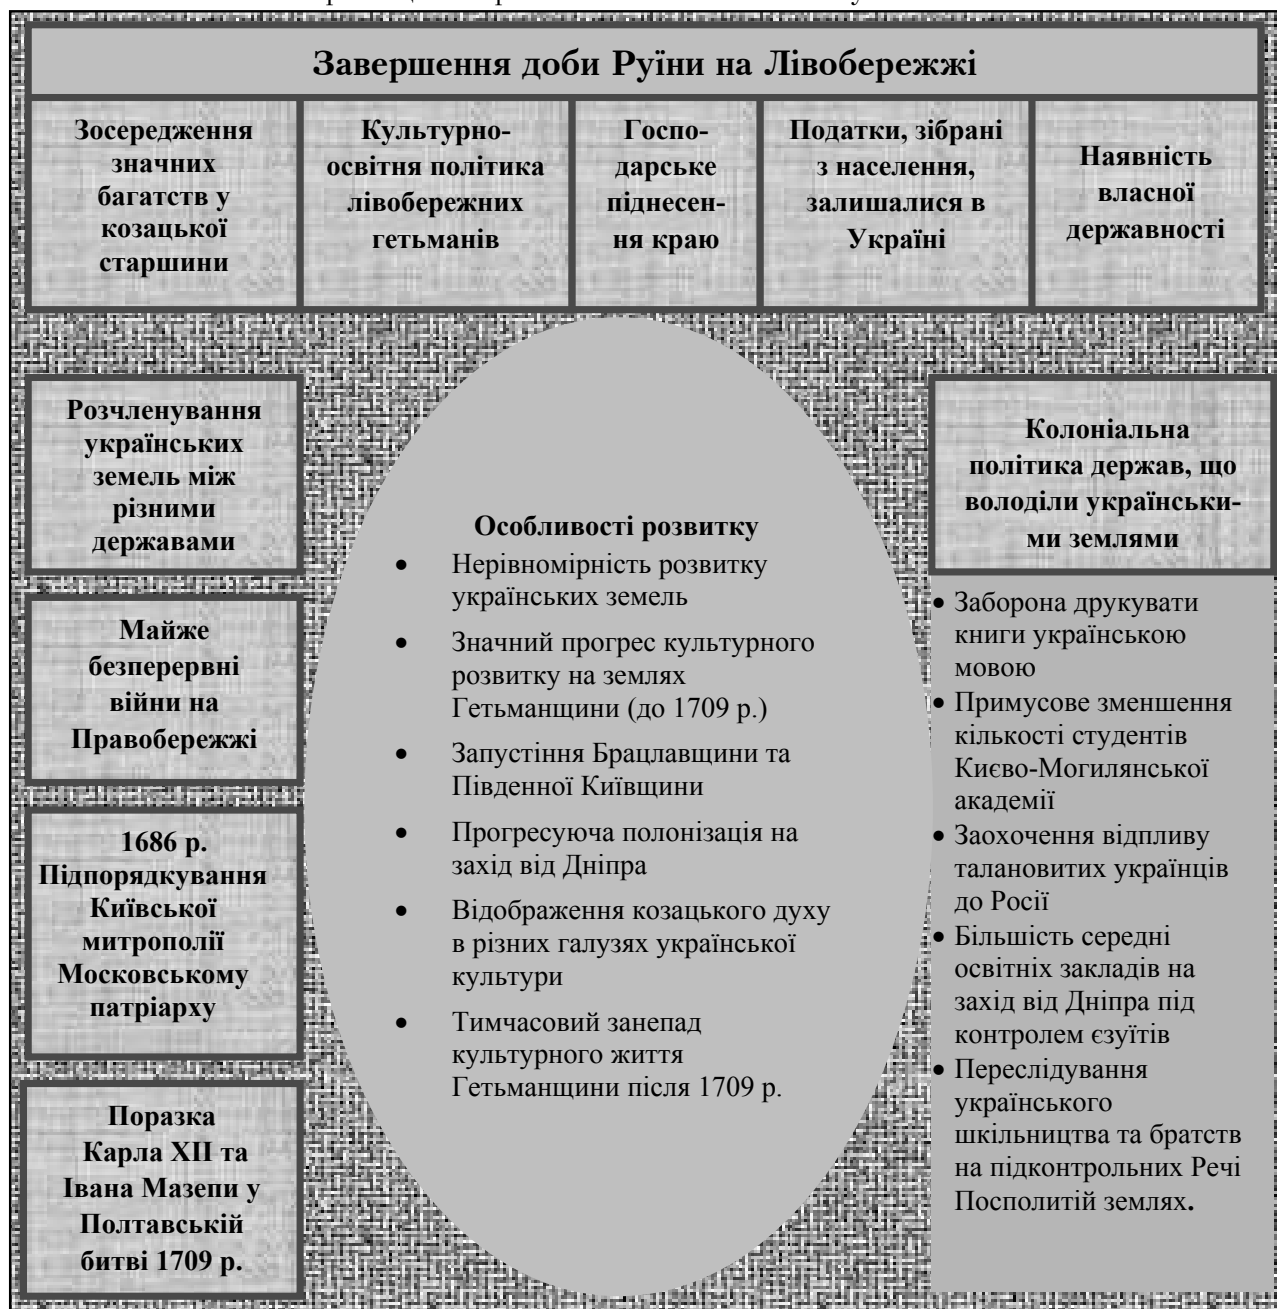 Завершення доби Руїни на Лівобережжі
Зосередження
значних
багатств у
козацької
старшини
Культурно-
освітня політика
лівобережних
гетьманів
Госпо-
дарське
піднесен-
ня краю
Податки, зібрані
з населення,
залишалися в
Україні
Наявність
власної
державності
Розчленування
українських
земель між
різними
державами
Майже
безперервні
війни на
Правобережжі
1686 р.
Підпорядкування
Київської
митрополії
Московському
патріарху
Поразка
Карла XII та
Івана Мазепи у
Полтавській
битві 1709 р.
Особливості розвитку
• Нерівномірність розвитку
українських земель
• Значний прогрес культурного
розвитку на землях
Гетьманщини (до 1709 р.)
• Запустіння Брацлавщини та
Південної Київщини
• Прогресуюча полонізація на
захід від Дніпра
• Відображення козацького духу
в різних галузях української
культури
• Тимчасовий занепад
культурного життя
Гетьманщини після 1709 р.
Колоніальна
політика держав, що
володіли українськи-
ми землями
• Заборона друкувати
книги українською
мовою
• Примусове зменшення
кількості студентів
Києво-Могилянської
академії
• Заохочення відпливу
талановитих українців
до Росії
• Більшість середні
освітніх закладів на
захід від Дніпра під
контролем єзуїтів
• Переслідування
українського
шкільництва та братств
на підконтрольних Речі
Посполитій землях.